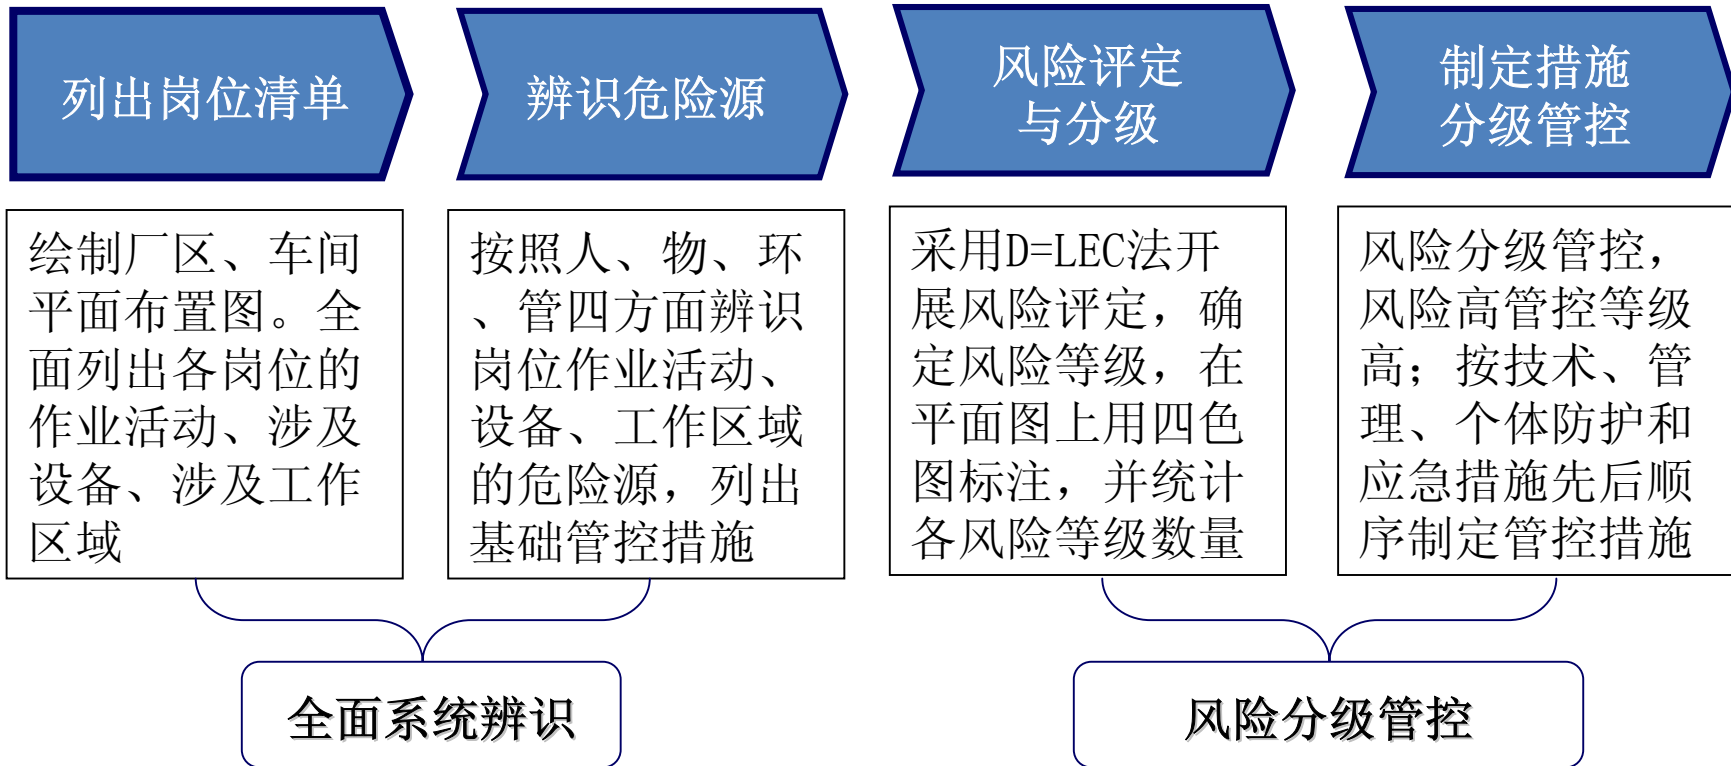 列出岗位清单
辨识危险源
风险评定
与分级
制定措施
分级管控
绘制厂区、车间
平面布置图。全
面列出各岗位的
作业活动、涉及
设备、涉及工作
区域
按照人、物、环
、管四方面辨识
岗位作业活动、
设备、工作区域
的危险源，列出
基础管控措施
采用D=LEC法开
展风险评定，确
定风险等级，在
平面图上用四色
图标注，并统计
各风险等级数量
风险分级管控，
风险高管控等级
高；按技术、管
理、个体防护和
应急措施先后顺
序制定管控措施
全面系统辨识
风险分级管控